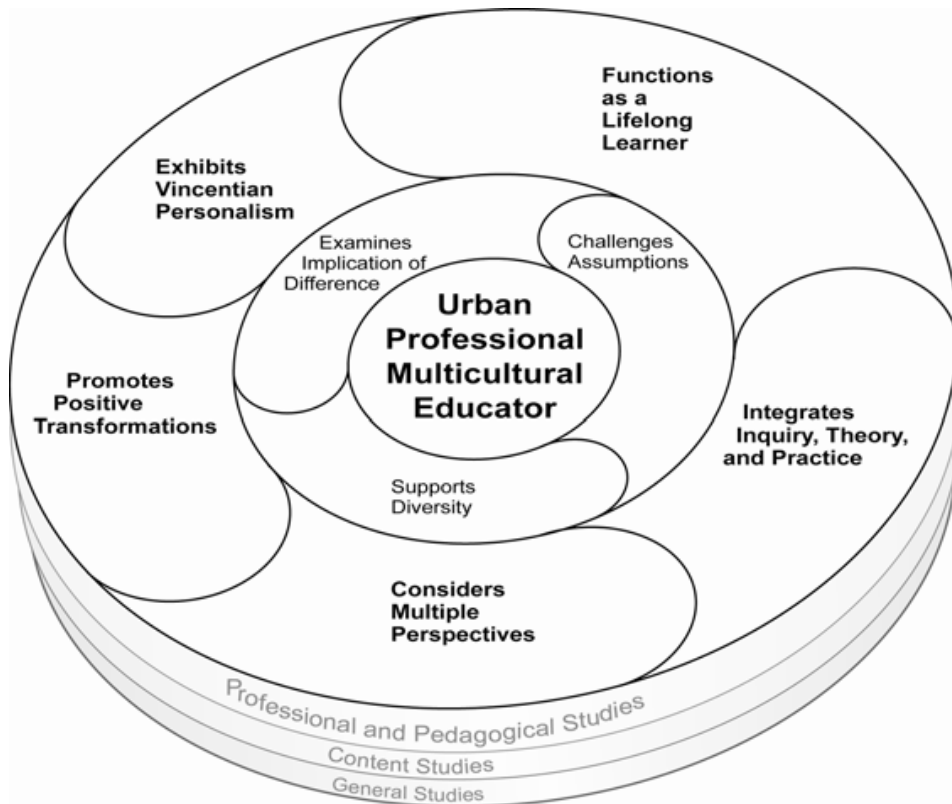 Functions
as a
Lifelong
Learner
Exhibits
Vincentian
Personalism
Examines
Implication of
Difference
Challenges
Assumptions
Urban
Professional
Multicultural
Educator
Promotes
Positive
Transformations
Integrates
Inquiry, Theory,
and Practice
Supports
Diversity
Considers
Multiple
Perspectives
Professional and Pedagogical Studies
Content Studies
General Studies